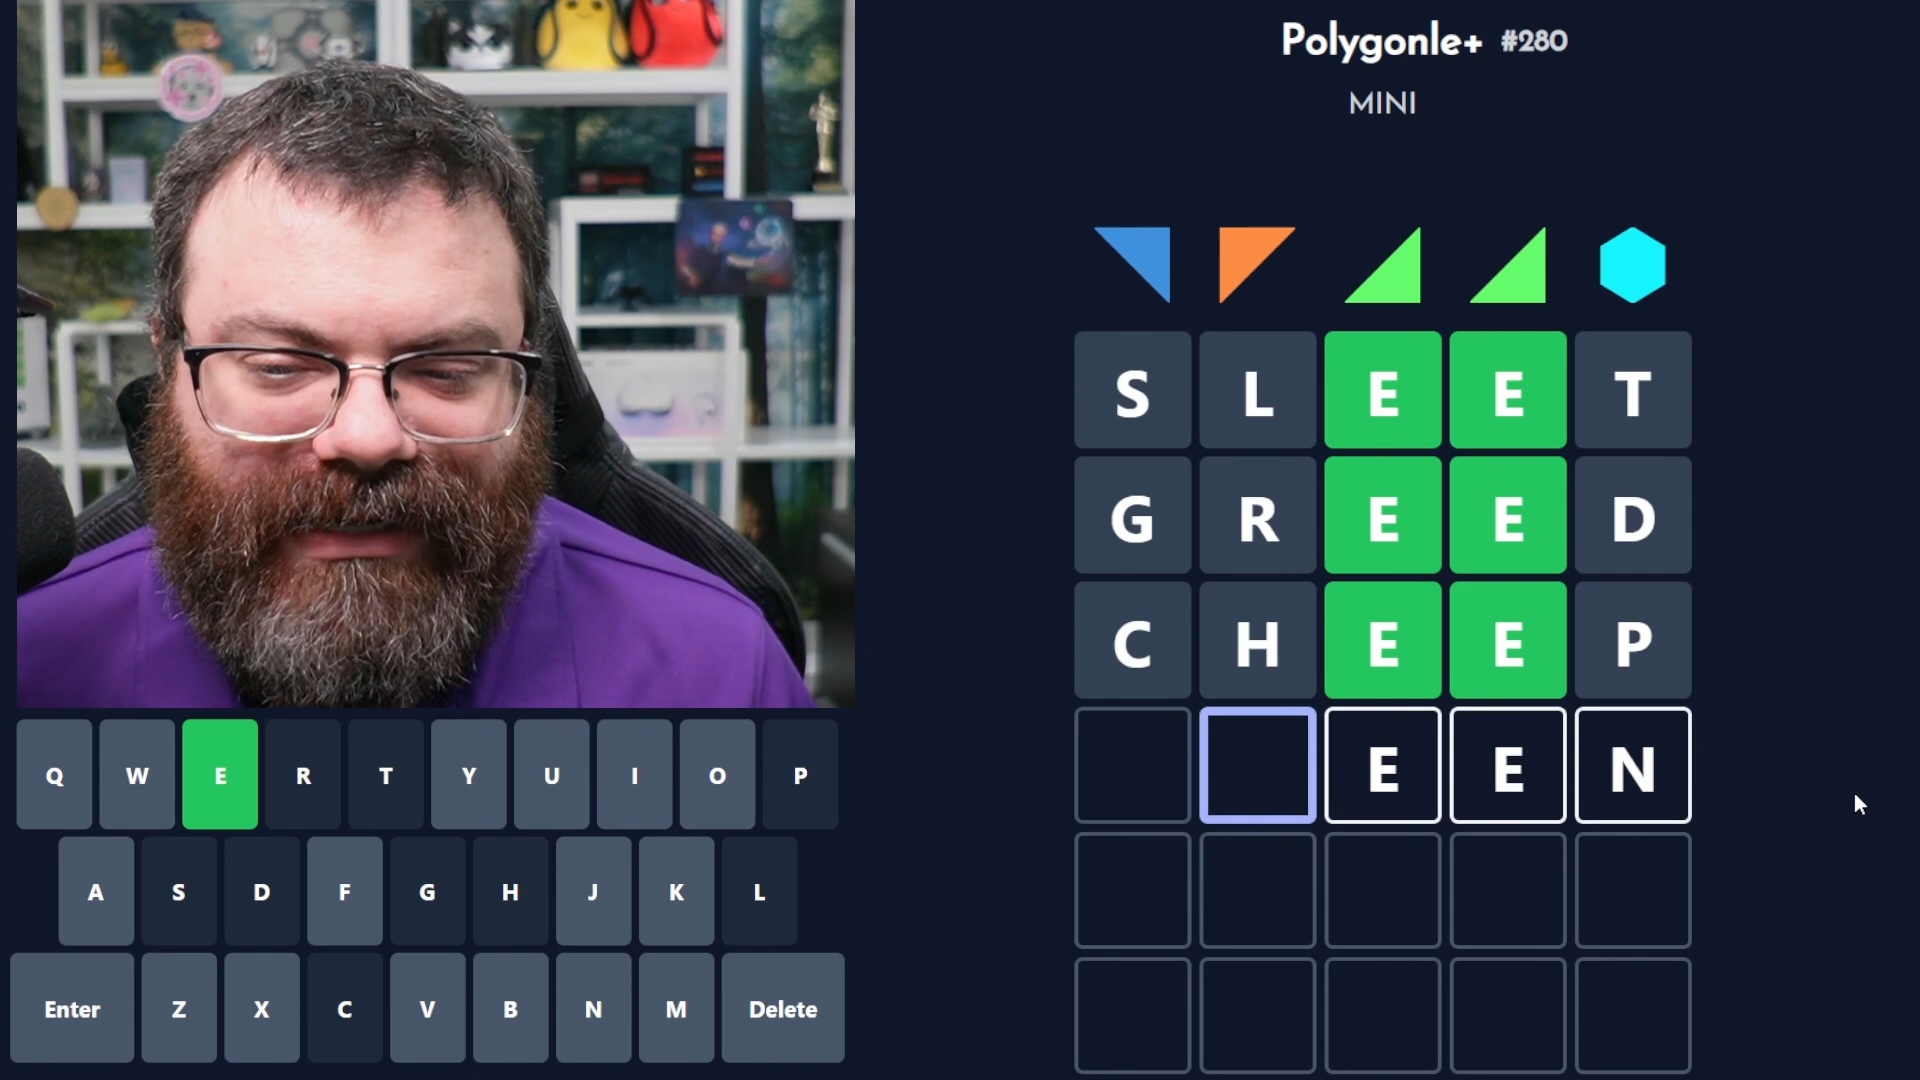 Polygonle+ #280
MINI
S L E E T
G R E E D
C H E E P
E E N
Q W E R T Y U I O P
A S D F G H J K L
Enter Z X C V B N M Delete